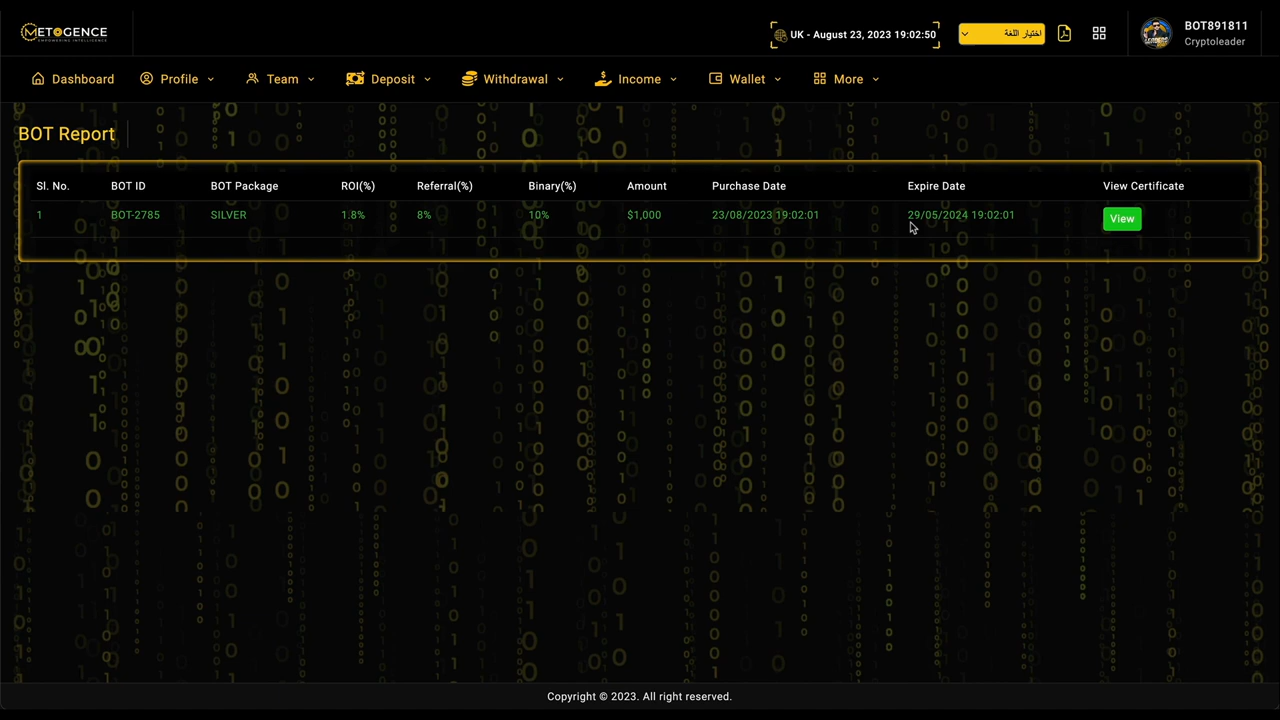 METOGENCE
EMPOWERING INTELLIGENCE
UK - August 23, 2023 19:02:50
اختيار اللغة
BOT891811
Cryptoleader
Dashboard Profile Team Deposit Withdrawal Income Wallet More
BOT Report
Sl. No. BOT ID BOT Package ROI(%) Referral(%) Binary(%) Amount Purchase Date Expire Date View Certificate
1 BOT-2785 SILVER 1.8% 8% 10% $1,000 23/08/2023 19:02:01 29/05/2024 19:02:01 View
Copyright © 2023. All right reserved.